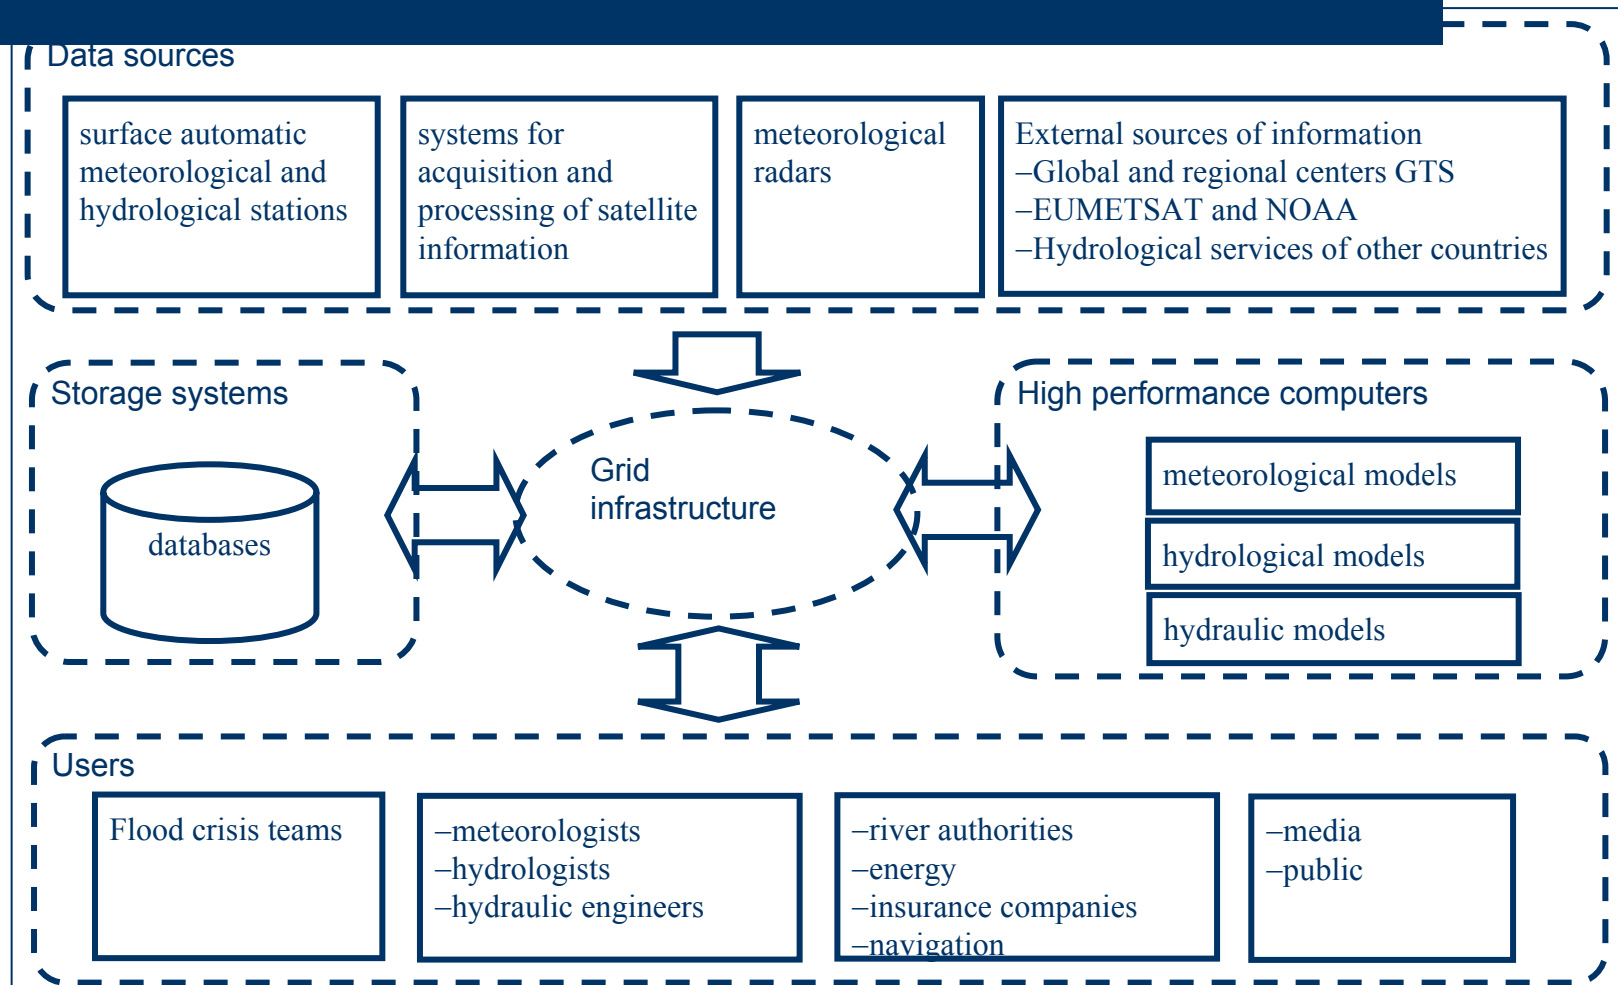 Data sources
surface automatic
meteorological and
hydrological stations
systems for
acquisition and
processing of satellite
information
meteorological
radars
External sources of information
–Global and regional centers GTS
–EUMETSAT and NOAA
–Hydrological services of other countries
Storage systems
databases
Grid
infrastructure
High performance computers
meteorological models
hydrological models
hydraulic models
Users
Flood crisis teams
–meteorologists
–hydrologists
–hydraulic engineers
–river authorities
–energy
–insurance companies
–navigation
–media
–public